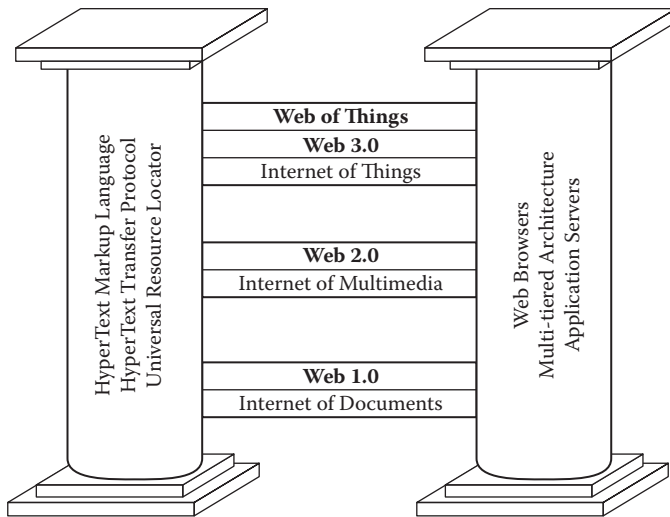 HyperText Markup Language
HyperText Transfer Protocol
Universal Resource Locator
Web of Things
Web 3.0
Internet of Things
Web 2.0
Internet of Multimedia
Web 1.0
Internet of Documents
Web Browsers
Multi-tiered Architecture
Application Servers